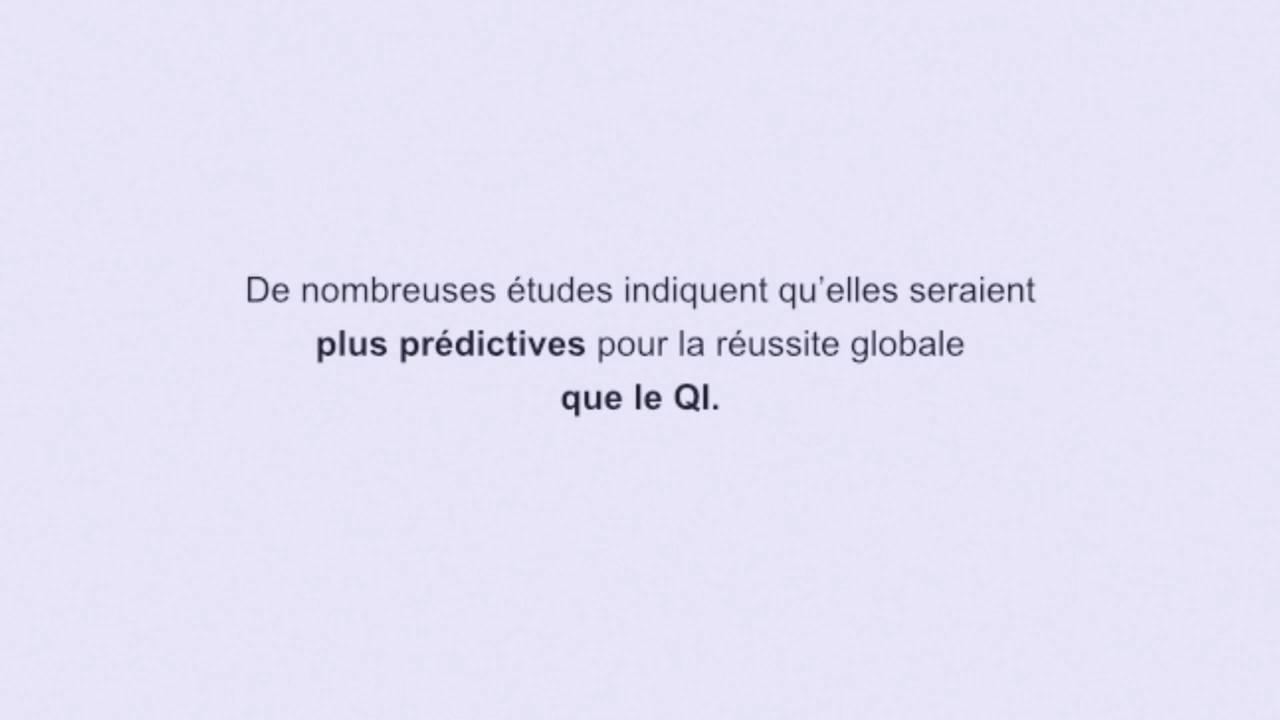 De nombreuses études indiquent qu’elles seraient
plus prédictives pour la réussite globale
que le QI.